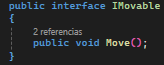 public interface IMovable
{
2 referencias
public void Move();
}